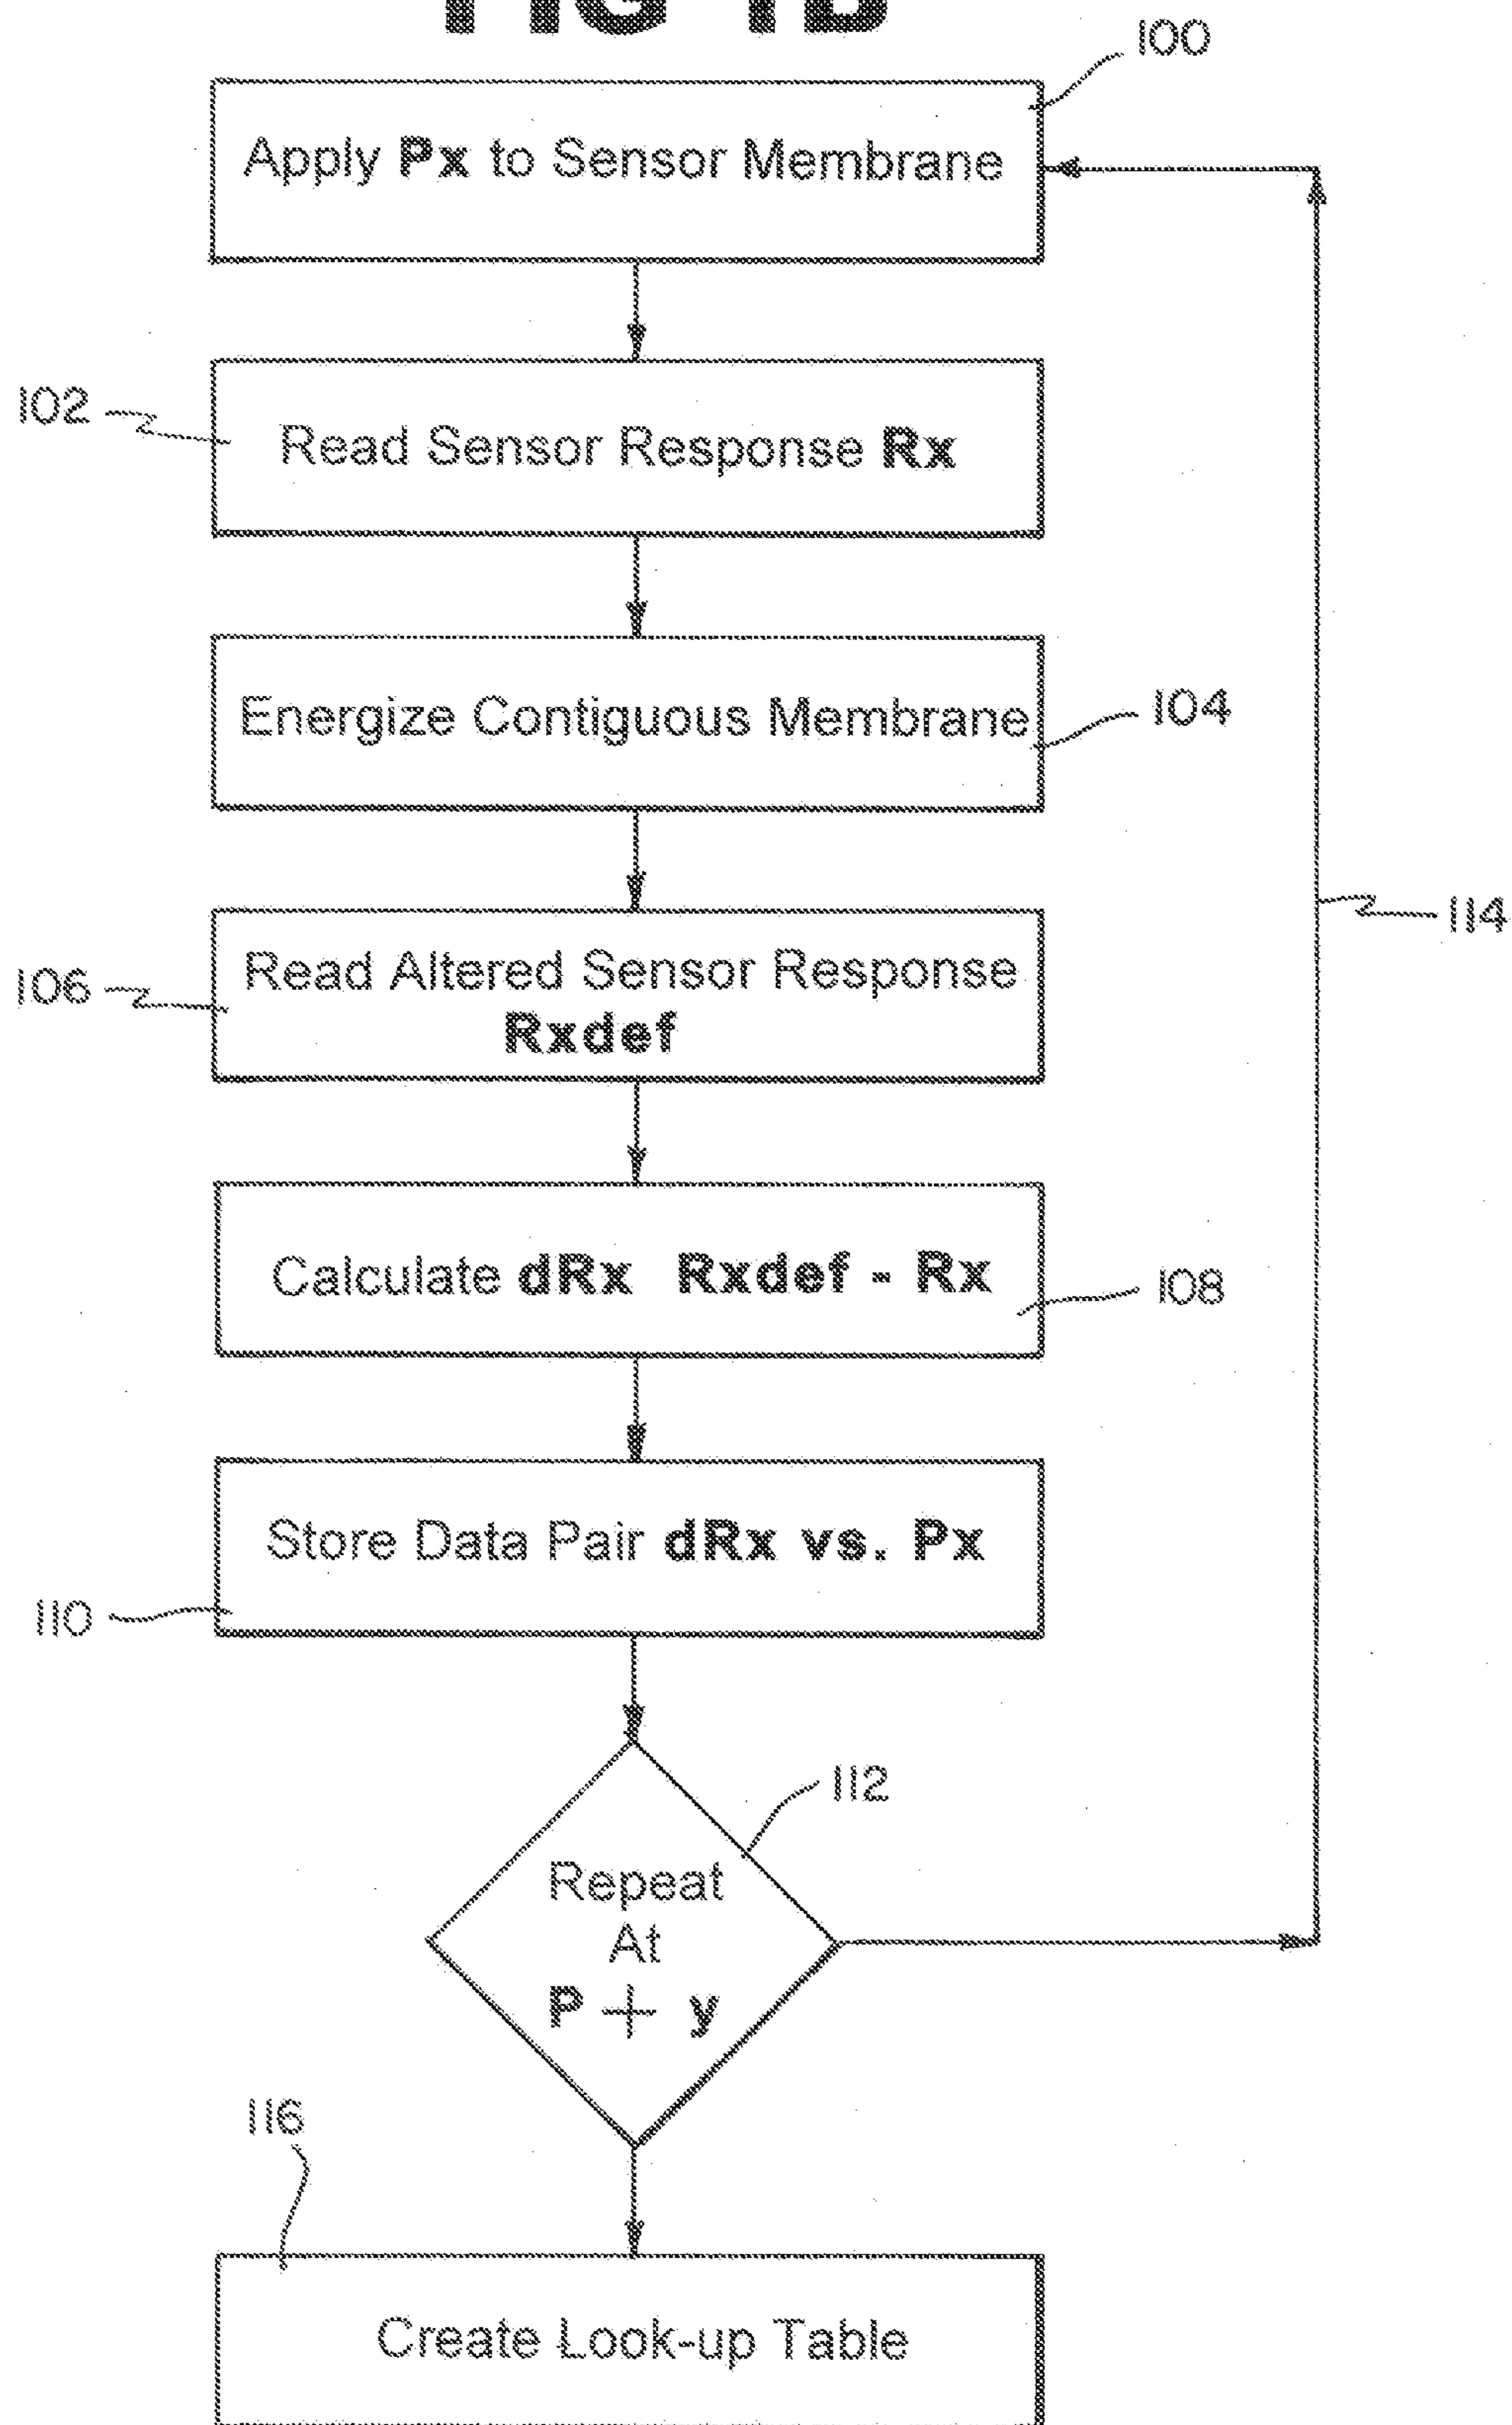 100
Apply Px to Sensor Membrane
102
Read Sensor Response Rx
Energize Contiguous Membrane
104
114
106
Read Altered Sensor Response
Rxdef
Calculate dRx Rxdef - Rx
108
Store Data Pair dRx vs. Px
110
112
Repeat
At
P + y
116
Create Look-up Table